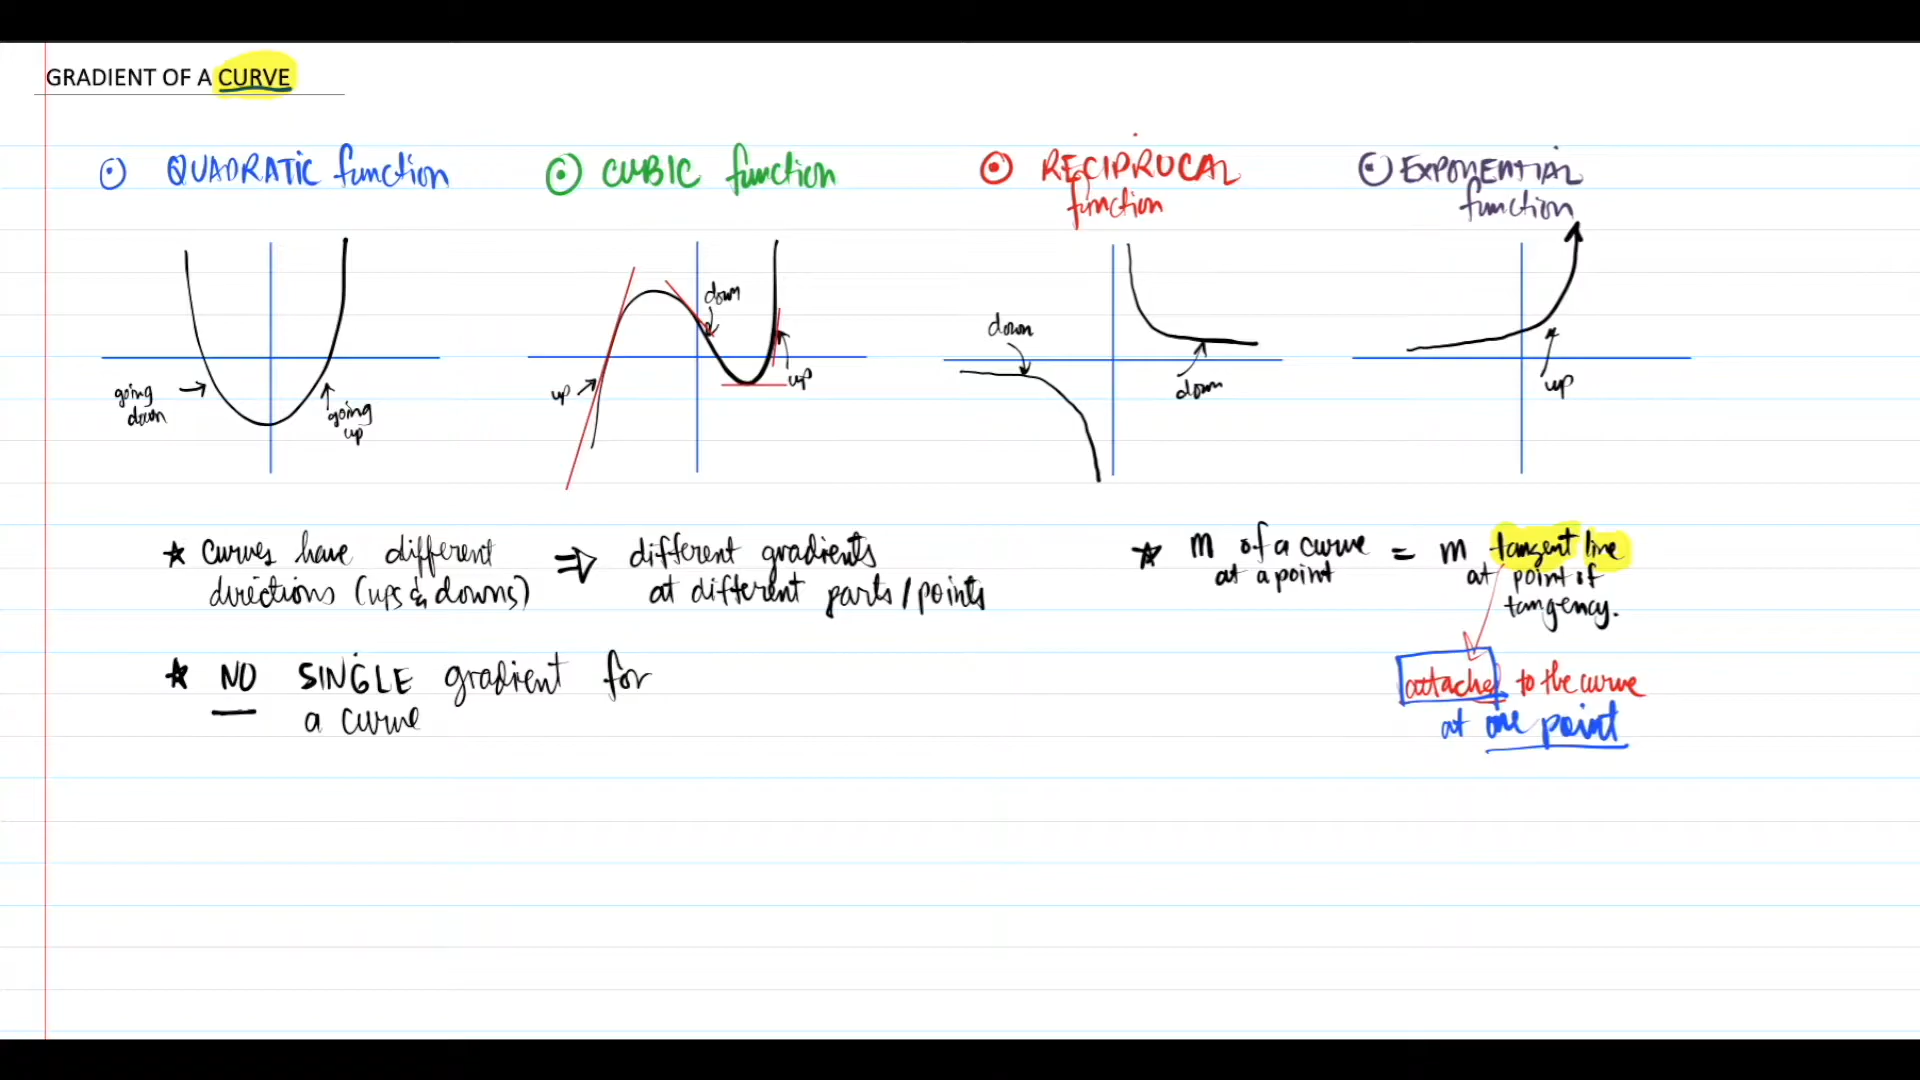 GRADIENT OF A CURVE
QUADRATIC function
CUBIC function
RECIPRUCAL
function
EXPONENTIAL
function
going
down
going
up
up
down
up
down
down
up
* curves have different
directions (ups & downs)
⇒ different gradients
at different parts/points
* NO SINGLE gradient for
a curve
* m of a curve = m tangent line
at a point
at point of
tangency.
attached to the curve
at one point